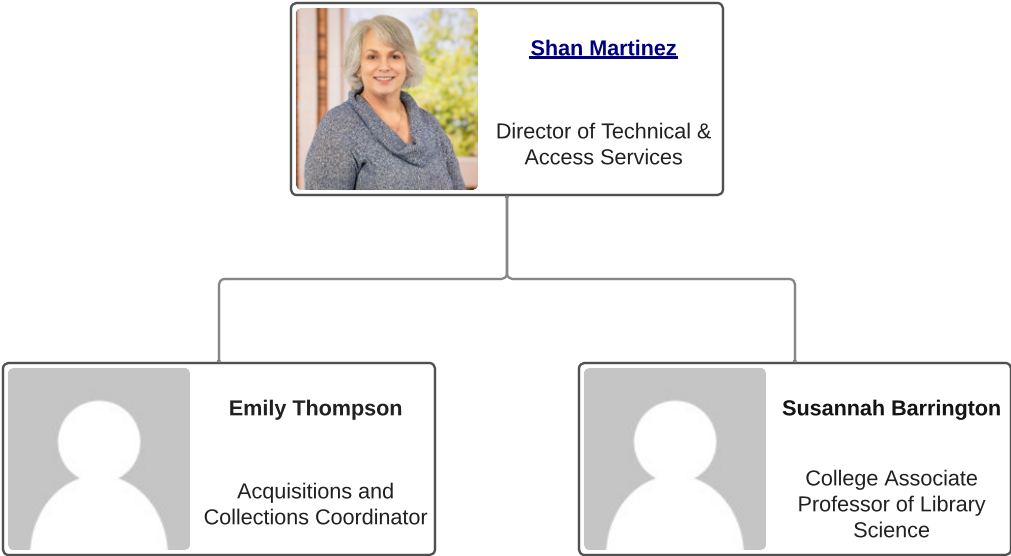 Shan Martinez
Director of Technical &
Access Services
Emily Thompson
Acquisitions and
Collections Coordinator
Susannah Barrington
College Associate
Professor of Library
Science